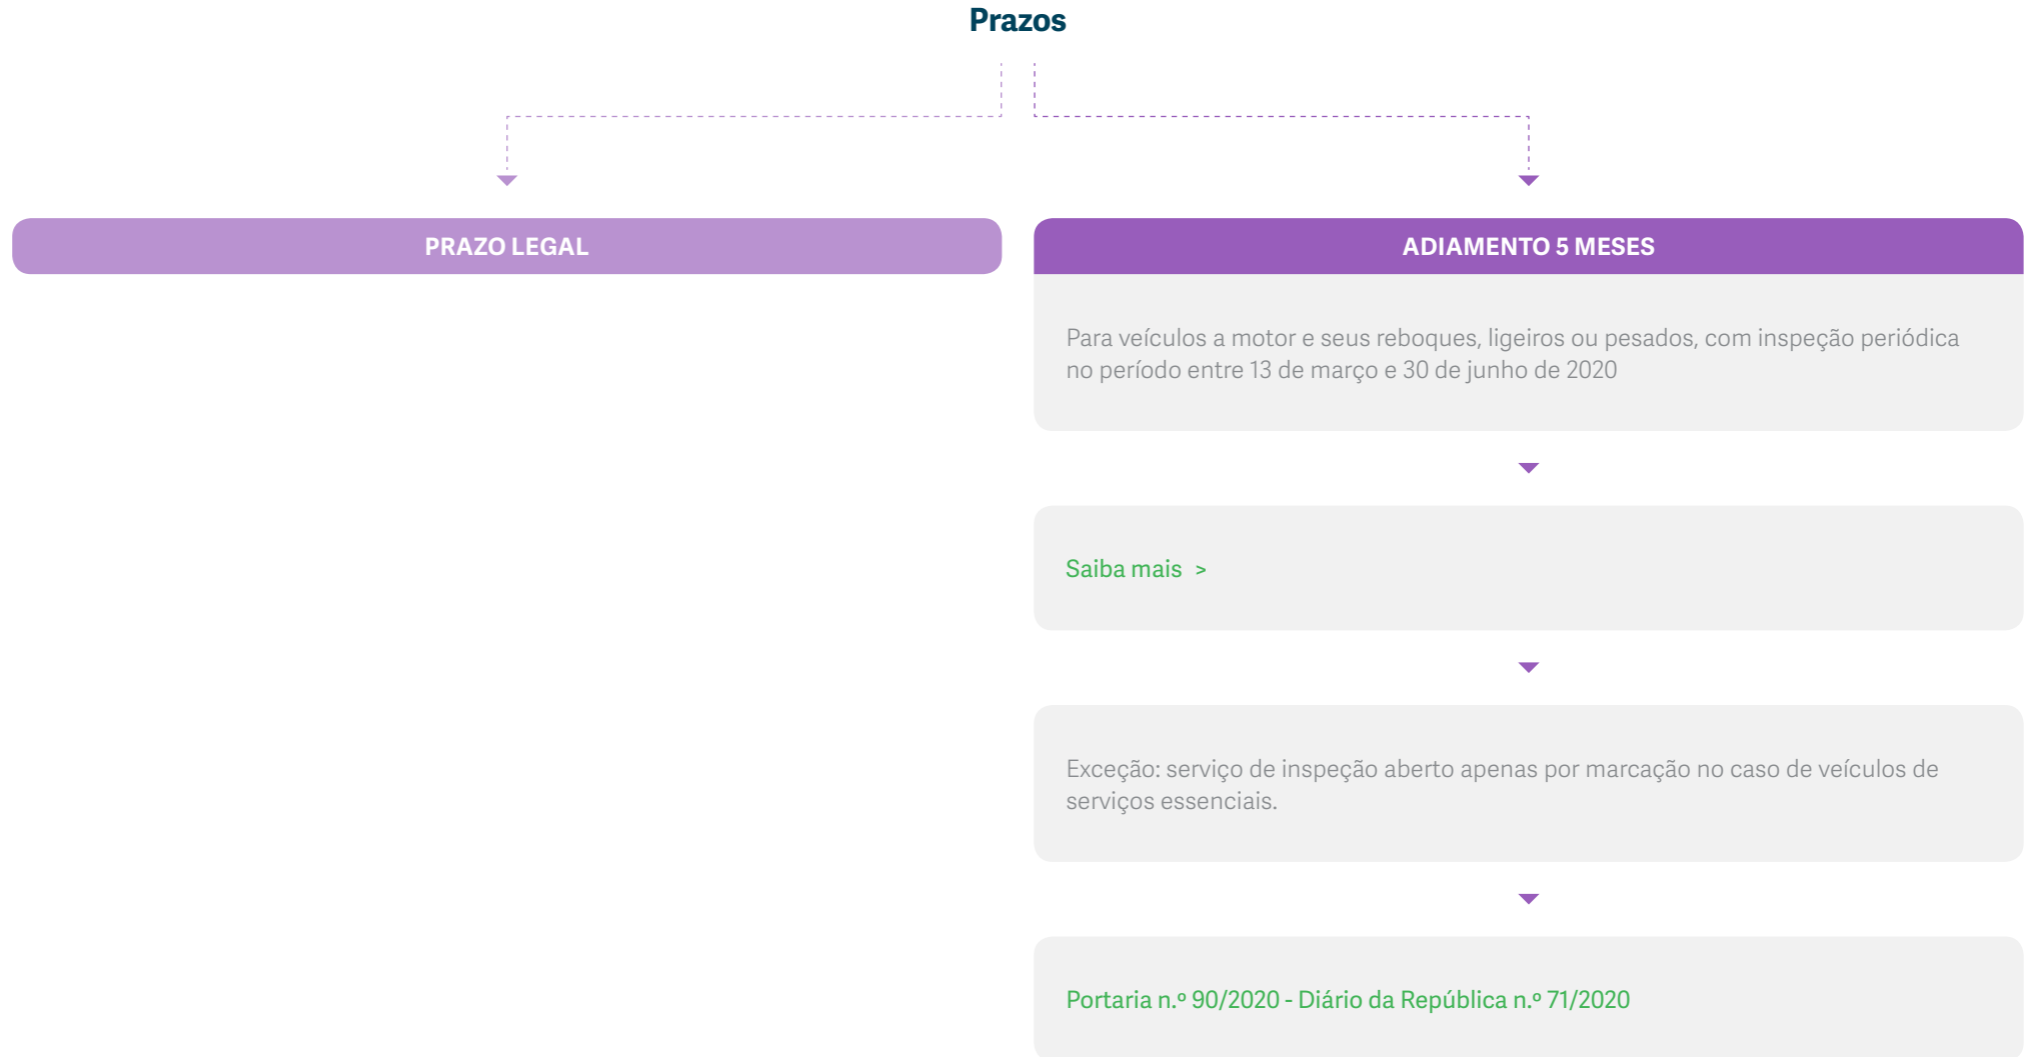 Prazos
PRAZO LEGAL
ADIAMENTO 5 MESES
Para veículos a motor e seus reboques, ligeiros ou pesados, com inspeção periódica
no período entre 13 de março e 30 de junho de 2020
Saiba mais >
Exceção: serviço de inspeção aberto apenas por marcação no caso de veículos de
serviços essenciais.
Portaria n.º 90/2020 - Diário da República n.º 71/2020